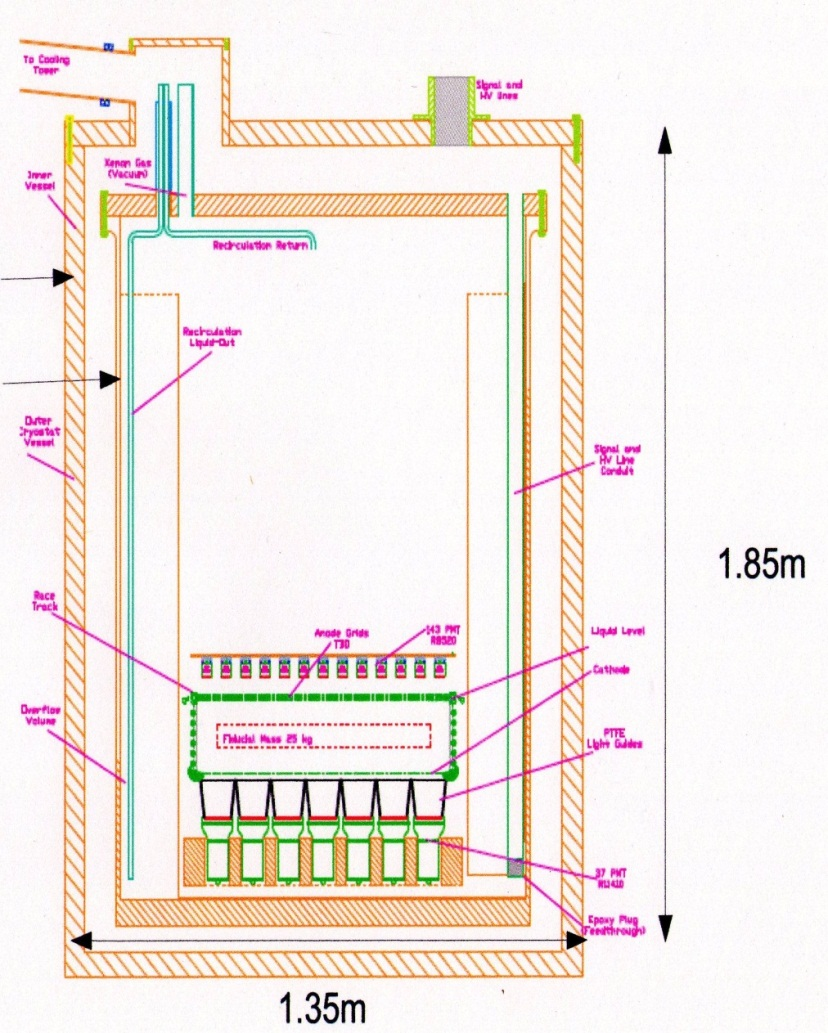 To Cooling
Tower
Signal and
HV lines
Xenon Gas
(Vacuum)
Inner
Vessel
Recirculation Return
Recirculation
Liquid-Out
Outer
Cryostat
Vessel
Signal and
HV Line
Conduit
1.85m
Race
Track
Anode Grids
143 PMT
R8520
Liquid Level
Cathode
Overflow
Volume
Fiducial Mass 25 kg
PTFE
Light Guides
37 PMT
Epoxy Plug
(Feedthrough)
1.35m